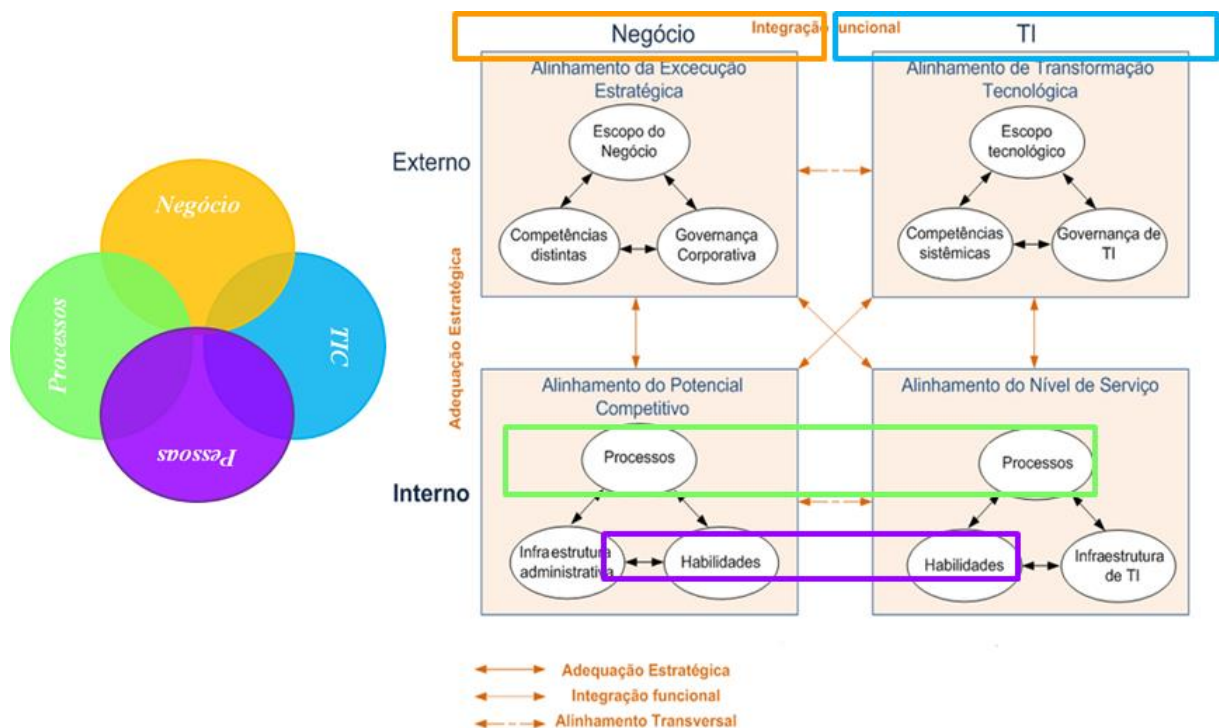 Negócio
Processos
TIC
Pessoas
Negócio
Integração funcional
TI
Externo
Adequação Estratégica
Interno
Alinhamento da Excecução
Estratégica
Escopo do
Negócio
Competências
distintas
Governança
Corporativa
Alinhamento de Transformação
Tecnológica
Escopo
tecnológico
Competências
sistêmicas
Governança de
TI
Alinhamento do Potencial
Competitivo
Processos
Infraestrutura
administrativa
Habilidades
Alinhamento do Nível de Serviço
Processos
Habilidades
Infraestrutura
de TI
Adequação Estratégica
Integração funcional
Alinhamento Transversal